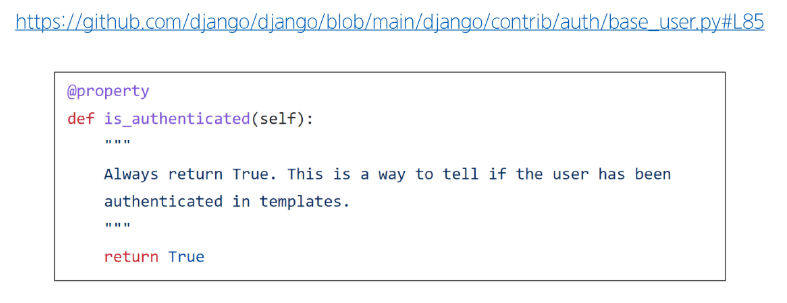 https://github.com/django/django/blob/main/django/contrib/auth/base_user.py#L85
@property
def is_authenticated(self):
    """
    Always return True. This is a way to tell if the user has been
    authenticated in templates.
    """
    return True